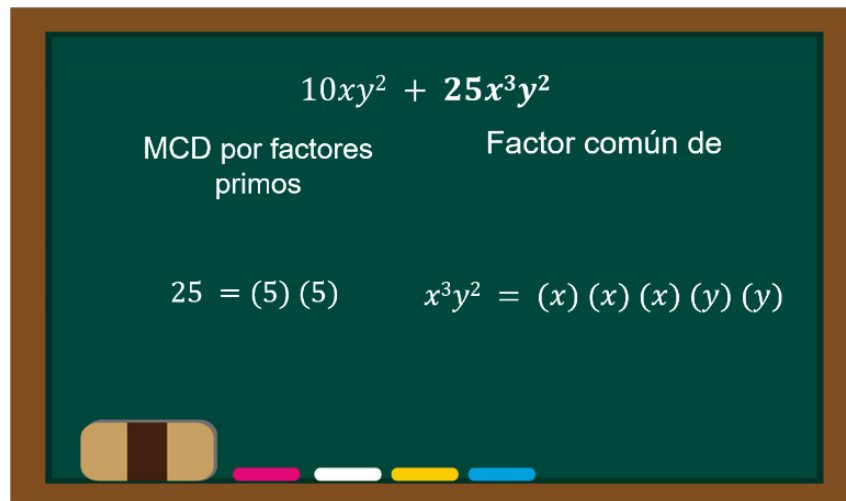 10xy² + 25x³y²
MCD por factores
primos
Factor común de
25 = (5) (5)
x³y² = (x) (x) (x) (y) (y)